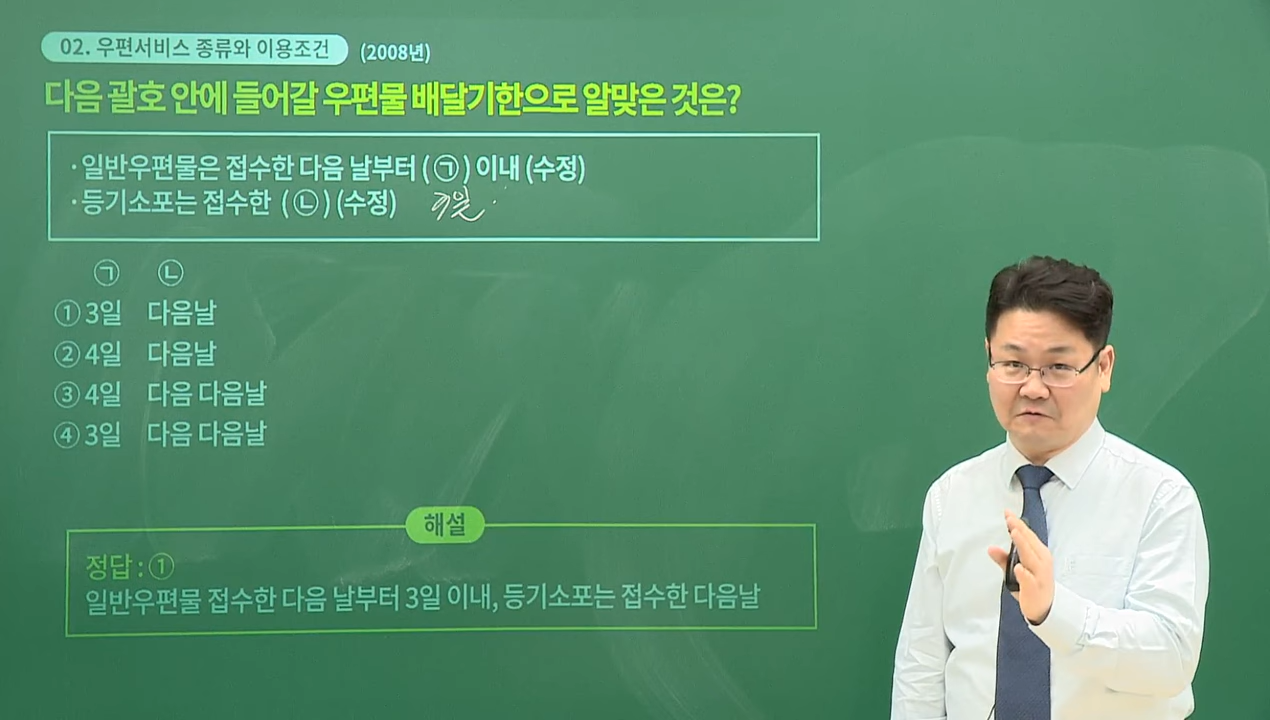 02. 우편서비스 종류와 이용조건 (2008년)
다음 괄호 안에 들어갈 우편물 배달기한으로 알맞은 것은?
· 일반우편물은 접수한 다음 날부터 ( ㉠ ) 이내 (수정)
· 등기소포는 접수한 ( ㉡ ) (수정)
㉠ ㉡
① 3일 다음날
② 4일 다음날
③ 4일 다음 다음날
④ 3일 다음 다음날
해설
정답 : ①
일반우편물 접수한 다음 날부터 3일 이내, 등기소포는 접수한 다음날